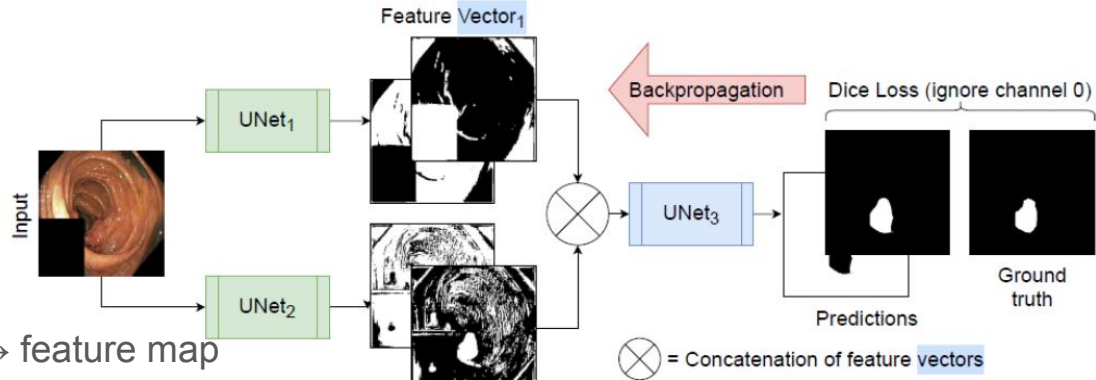 Feature Vector₁
UNet₁
Backpropagation
Dice Loss (ignore channel 0)
Input
UNet₃
UNet₂
Ground
truth
Predictions
→ feature map
= Concatenation of feature vectors